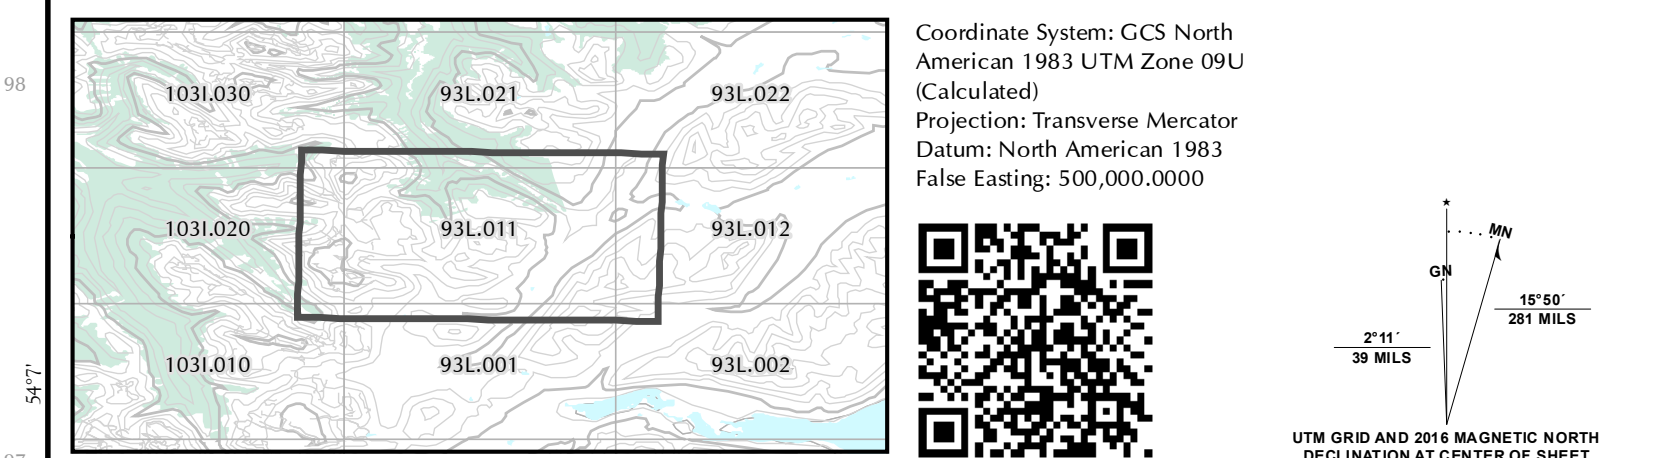 98
97
54°7'
103I.030
93L.021
93L.022
103I.020
93L.011
93L.012
103I.010
93L.001
93L.002
Coordinate System: GCS North
American 1983 UTM Zone 09U
(Calculated)
Projection: Transverse Mercator
Datum: North American 1983
False Easting: 500,000.0000
MN
GN
15°50´
281 MILS
2°11´
39 MILS
UTM GRID AND 2016 MAGNETIC NORTH
DECLINATION AT CENTER OF SHEET